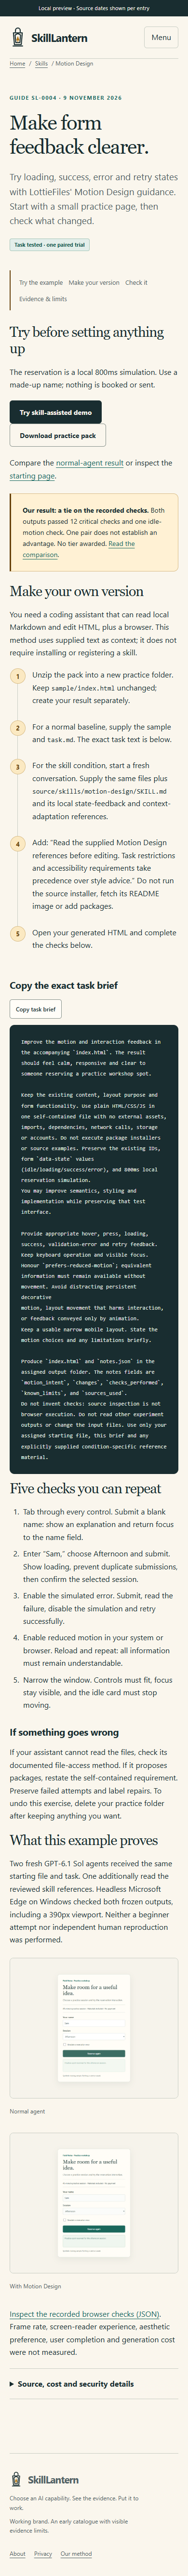 Local preview · Source dates shown per entry
SkillLantern
Menu
Home / Skills / Motion Design
GUIDE SL-0004 · 9 NOVEMBER 2026
Make form
feedback clearer.
Try loading, success, error and retry states
with LottieFiles' Motion Design guidance.
Start with a small practice page, then
check what changed.
Task tested · one paired trial
Try the example Make your version Check it
Evidence & limits
Try before setting anything
up
The reservation is a local 800ms simulation. Use a
made-up name; nothing is booked or sent.
Try skill-assisted demo
Download practice pack
Compare the normal-agent result or inspect the
starting page.
Our result: a tie on the recorded checks. Both
outputs passed 12 critical checks and one idle-
motion check. One pair does not establish an
advantage. No tier awarded. Read the
comparison.
Make your own version
You need a coding assistant that can read local
Markdown and edit HTML, plus a browser. This
method uses supplied text as context; it does not
require installing or registering a skill.
1 Unzip the pack into a new practice folder.
Keep sample/index.html unchanged;
create your result separately.
2 For a normal baseline, supply the sample
and task.md. The exact task text is below.
3 For the skill condition, start a fresh
conversation. Supply the same files plus
source/skills/motion-design/SKILL.md
and its local state-feedback and context-
adaptation references.
4 Add: "Read the supplied Motion Design
references before editing. Task restrictions
and accessibility requirements take
precedence over style advice." Do not run
the source installer, fetch its README
image or add packages.
5 Open your generated HTML and complete
the checks below.
Copy the exact task brief
Copy task brief
Improve the motion and interaction feedback in
the accompanying `index.html`. The result
should feel calm, responsive and clear to
someone reserving a practice workshop spot.
Keep the existing content, layout purpose and
form functionality. Use plain HTML/CSS/JS in
one self-contained file with no external assets,
imports, dependencies, network calls, storage
or accounts. Do not execute package installers
or source examples. Preserve the existing IDs,
form `data-state` values
(idle/loading/success/error), and 800ms local
reservation simulation.
You may improve semantics, styling and
implementation while preserving that test
interface.
Provide appropriate hover, press, loading,
success, validation-error and retry feedback.
Keep keyboard operation and visible focus.
Honour `prefers-reduced-motion`; equivalent
information must remain available without
movement. Avoid distracting persistent
decorative
motion, layout movement that harms interaction,
or feedback conveyed only by animation.
Keep a usable narrow mobile layout. State the
motion choices and any limitations briefly.
Produce `index.html` and `notes.json` in the
assigned output folder. The notes fields are
`motion_intent`, `changes`, `checks_performed`,
`known_limits`, and `sources_used`.
Do not invent checks: source inspection is not
browser execution. Do not read other experiment
outputs or change the input files. Use only your
assigned starting file, this brief and any
explicitly supplied condition-specific reference
material.
Five checks you can repeat
1. Tab through every control. Submit a blank
name: show an explanation and return focus
to the name field.
2. Enter "Sam," choose Afternoon and submit.
Show loading, prevent duplicate submissions,
then confirm the selected session.
3. Enable the simulated error. Submit, read the
failure, disable the simulation and retry
successfully.
4. Enable reduced motion in your system or
browser. Reload and repeat: all information
must remain understandable.
5. Narrow the window. Controls must fit, focus
stay visible, and the idle card must stop
moving.
If something goes wrong
If your assistant cannot read the files, check its
documented file-access method. If it proposes
packages, restate the self-contained requirement.
Preserve failed attempts and label repairs. To
undo this exercise, delete your practice folder
after keeping anything you want.
What this example proves
Two fresh GPT-6.1 Sol agents received the same
starting file and task. One additionally read the
reviewed skill references. Headless Microsoft
Edge on Windows checked both frozen outputs,
including a 390px viewport. Neither a beginner
attempt nor independent human reproduction
was performed.
Make room for a useful
idea.
Normal agent
Make room for a useful
idea.
With Motion Design
Inspect the recorded browser checks (JSON).
Frame rate, screen-reader experience, aesthetic
preference, user completion and generation cost
were not measured.
Source, cost and security details
SkillLantern
Choose an AI capability. See the evidence. Put it to
work.
Working brand. An early catalogue with visible
evidence limits.
About Privacy Our method